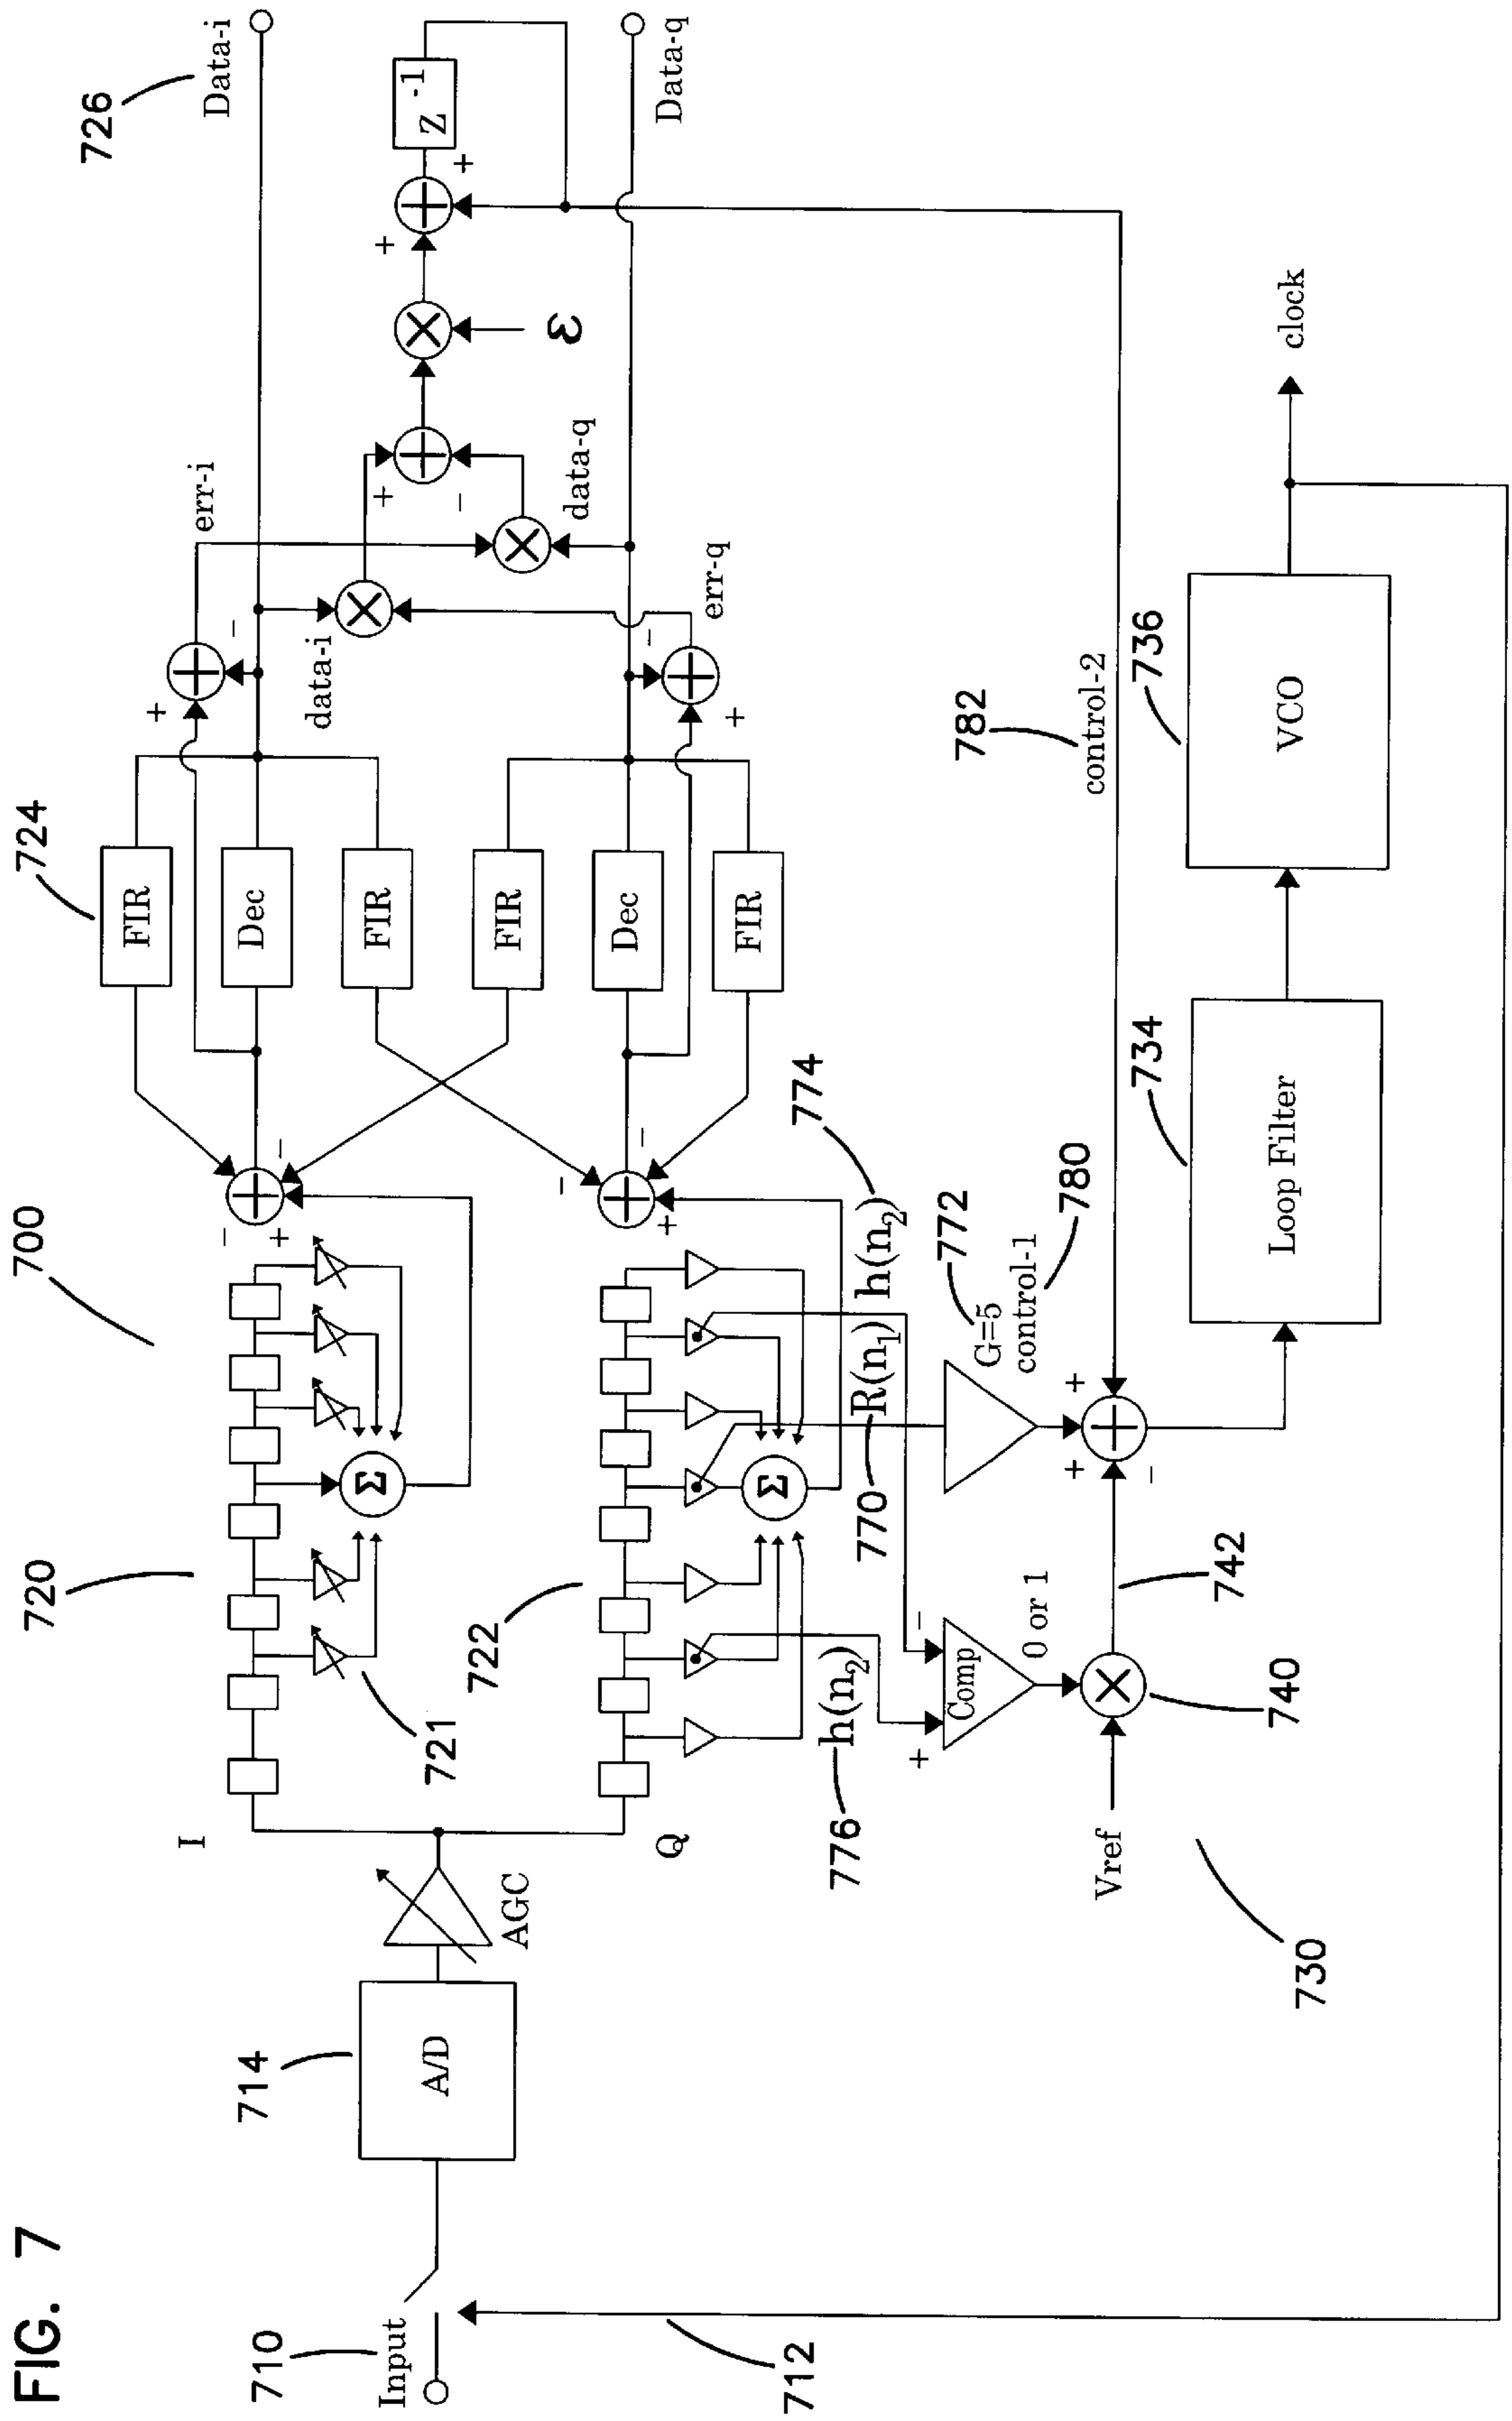 FIG. 7
700
710
Input
712
714
A/D
AGC
I
Q
720
721
722
Σ
Σ
-
+
-
-
+
-
724
FIR
Dec
FIR
FIR
Dec
FIR
+
-
err-i
data-i
726
Data-i
+
-
err-q
data-q
Data-q
+
-
ε
+
+
Z -1
776
h(n2)
770
R(n1)
h(n2)
774
G=5
772
control-1
780
Comp
+
-
0 or 1
Vref
740
742
730
+
+
-
782
control-2
734
Loop Filter
736
VCO
clock